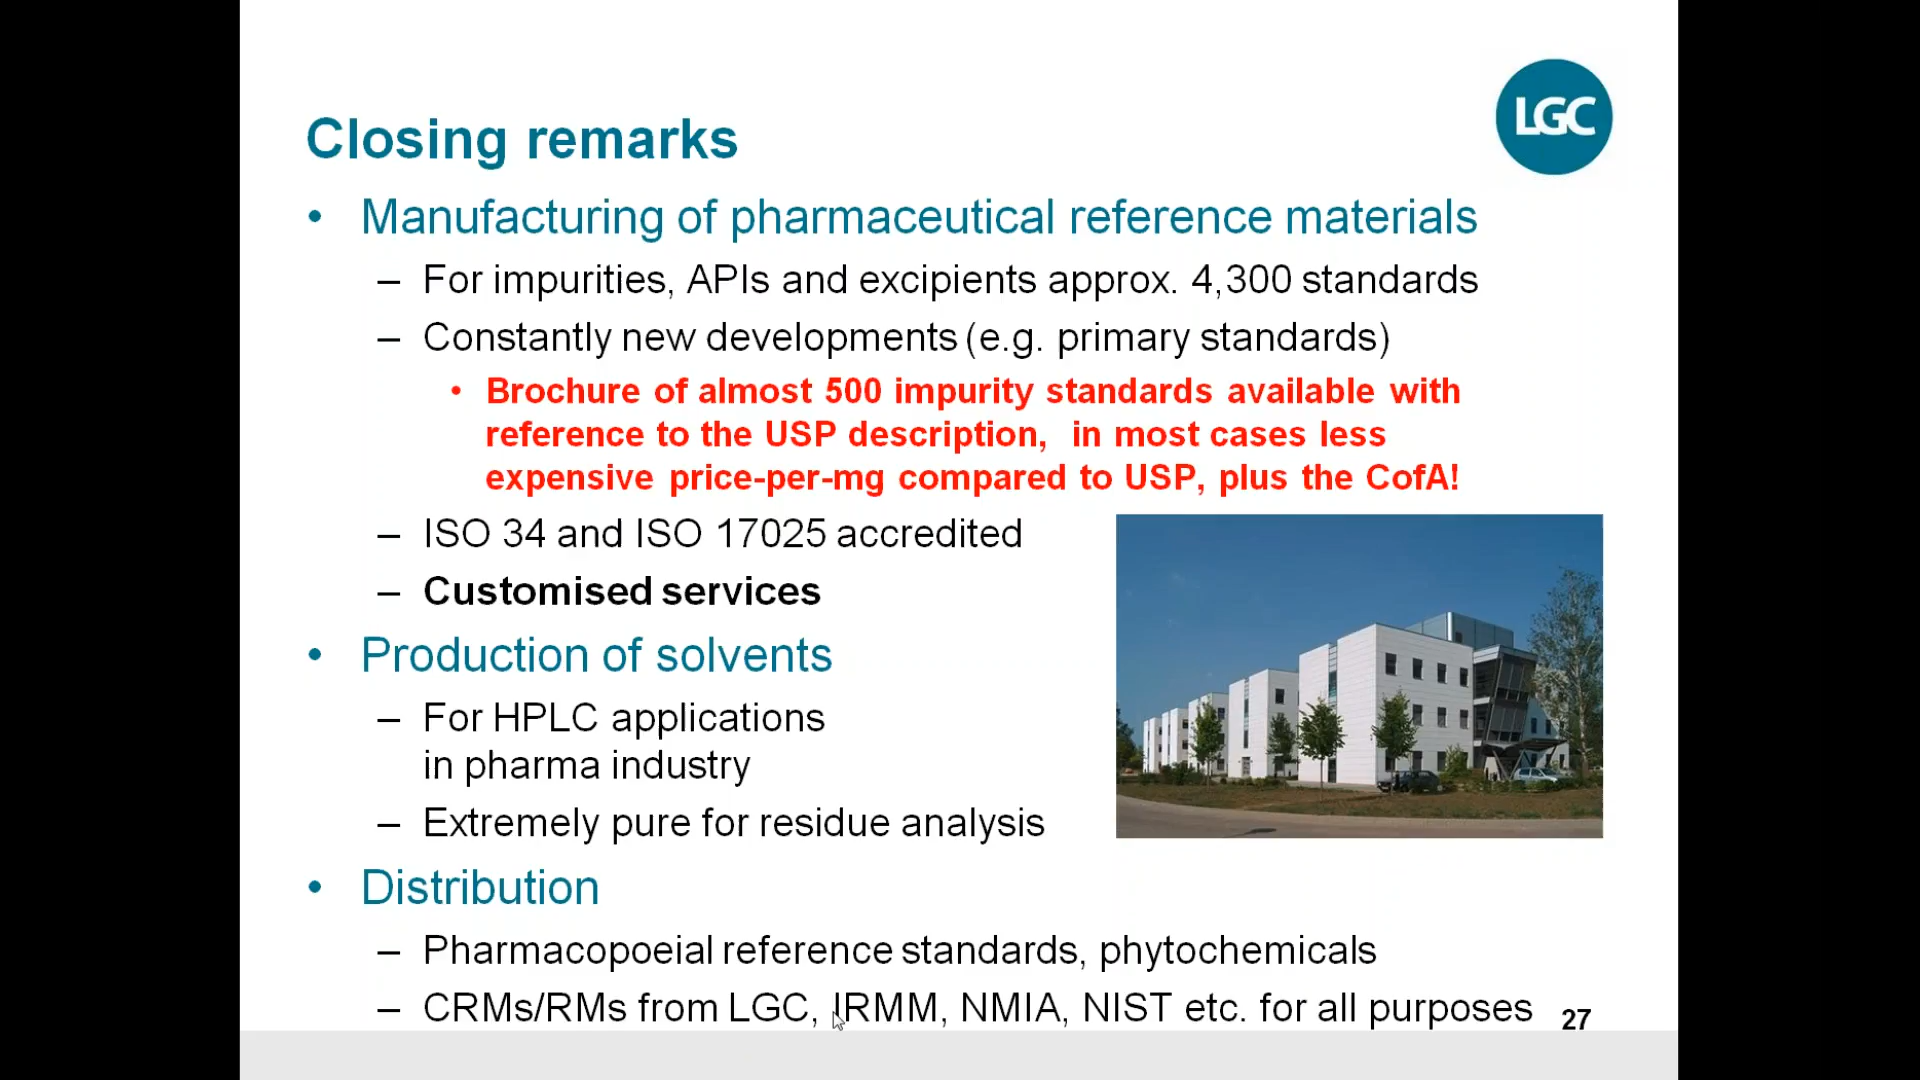 LGC
Closing remarks
• Manufacturing of pharmaceutical reference materials
– For impurities, APIs and excipients approx. 4,300 standards
– Constantly new developments (e.g. primary standards)
• Brochure of almost 500 impurity standards available with
reference to the USP description, in most cases less
expensive price-per-mg compared to USP, plus the CofA!
– ISO 34 and ISO 17025 accredited
– Customised services
• Production of solvents
– For HPLC applications
in pharma industry
– Extremely pure for residue analysis
• Distribution
– Pharmacopoeial reference standards, phytochemicals
– CRMs/RMs from LGC, IRMM, NMIA, NIST etc. for all purposes
27